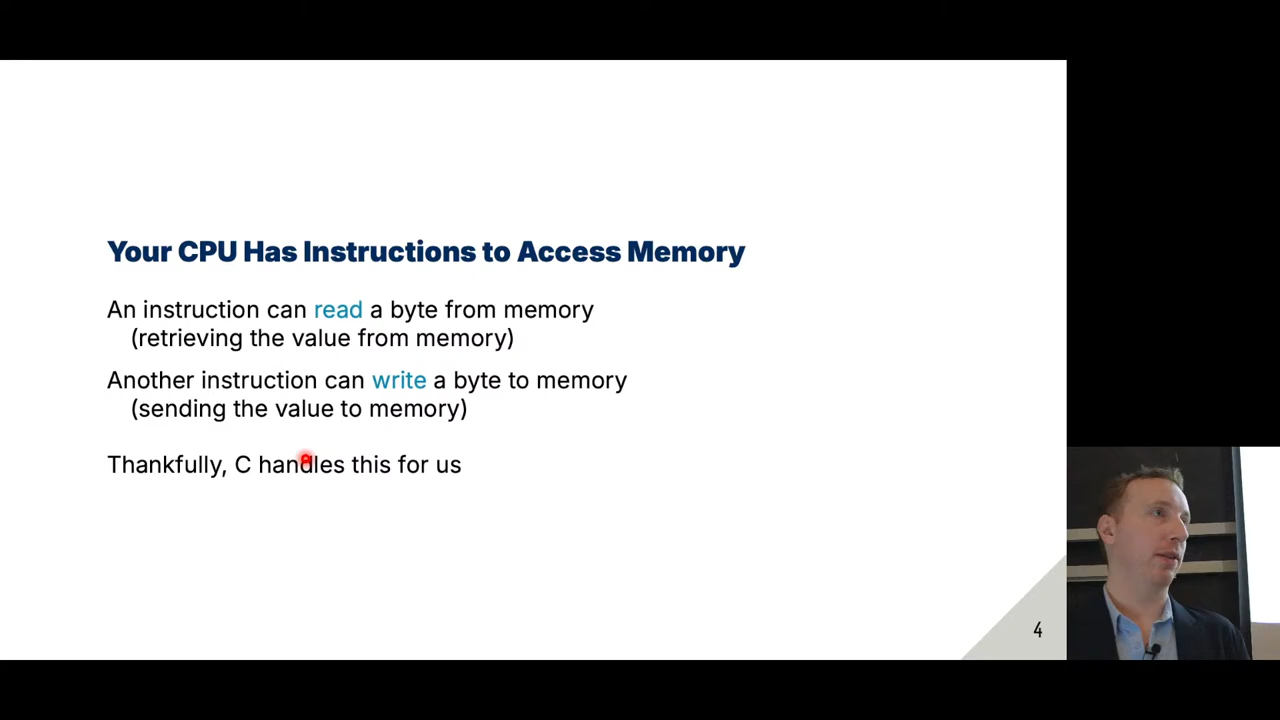 Your CPU Has Instructions to Access Memory
An instruction can read a byte from memory
(retrieving the value from memory)
Another instruction can write a byte to memory
(sending the value to memory)
Thankfully, C handles this for us
4